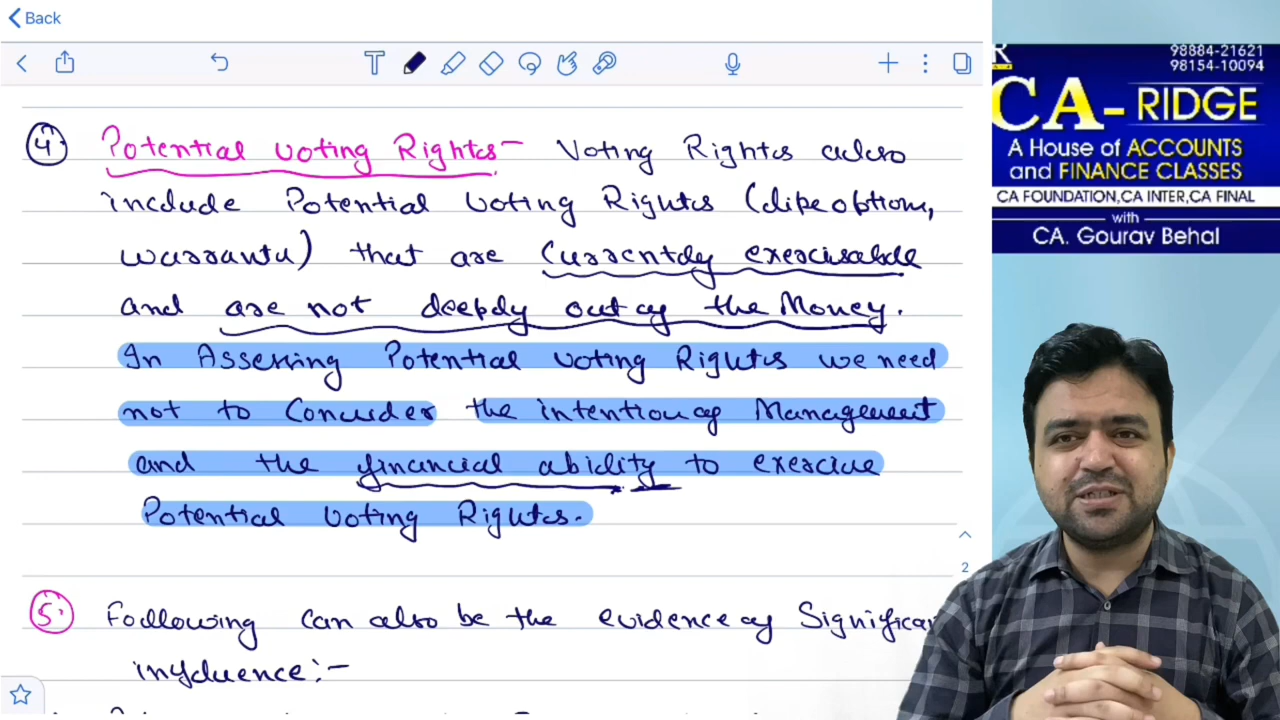 Back
98884-21621
98154-10094
R
CA- RIDGE
A House of ACCOUNTS
and FINANCE CLASSES
CA FOUNDATION,CA INTER,CA FINAL
with
CA. Gourav Behal
4. Potential Voting Rights- Voting Rights also
include Potential Voting Rights (like options,
warrants) that are currently exercisable
and are not deeply out of the Money.
In Assessing Potential Voting Rights we need
not to Consider the intention of Management
and the financial ability to exercise
Potential Voting Rights.
2
5. Following can also be the evidence of Significan
influence:-